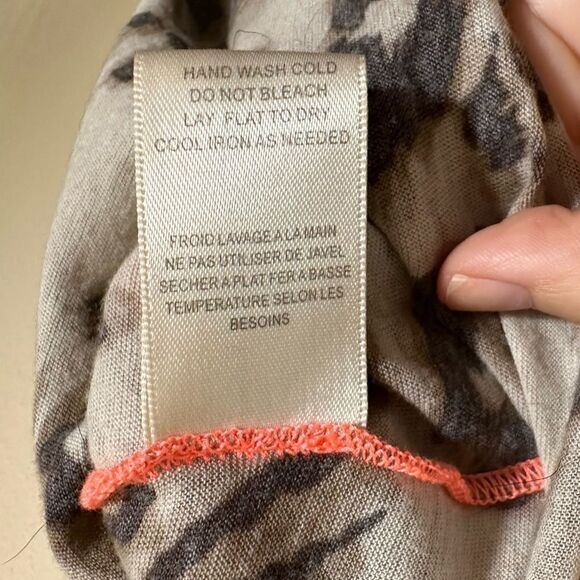 HAND WASH COLD
DO NOT BLEACH
LAY FLAT TO DRY
COOL IRON AS NEEDED
FROID LAVAGE A LA MAIN
NE PAS UTILISER DE JAVEL
SECHER A PLAT FER A BASSE
TEMPERATURE SELON LES
BESOINS